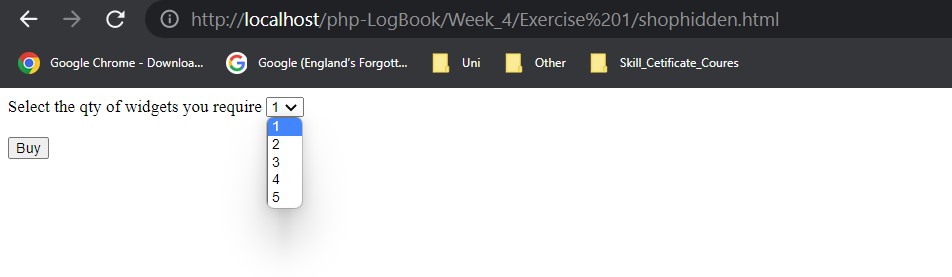 http://localhost/php-LogBook/Week_4/Exercise%201/shophidden.html
Google Chrome - Downloa... Google (England's Forgott... Uni Other Skill_Cetificate_Coures
Select the qty of widgets you require 1
1
2
3
4
5
Buy